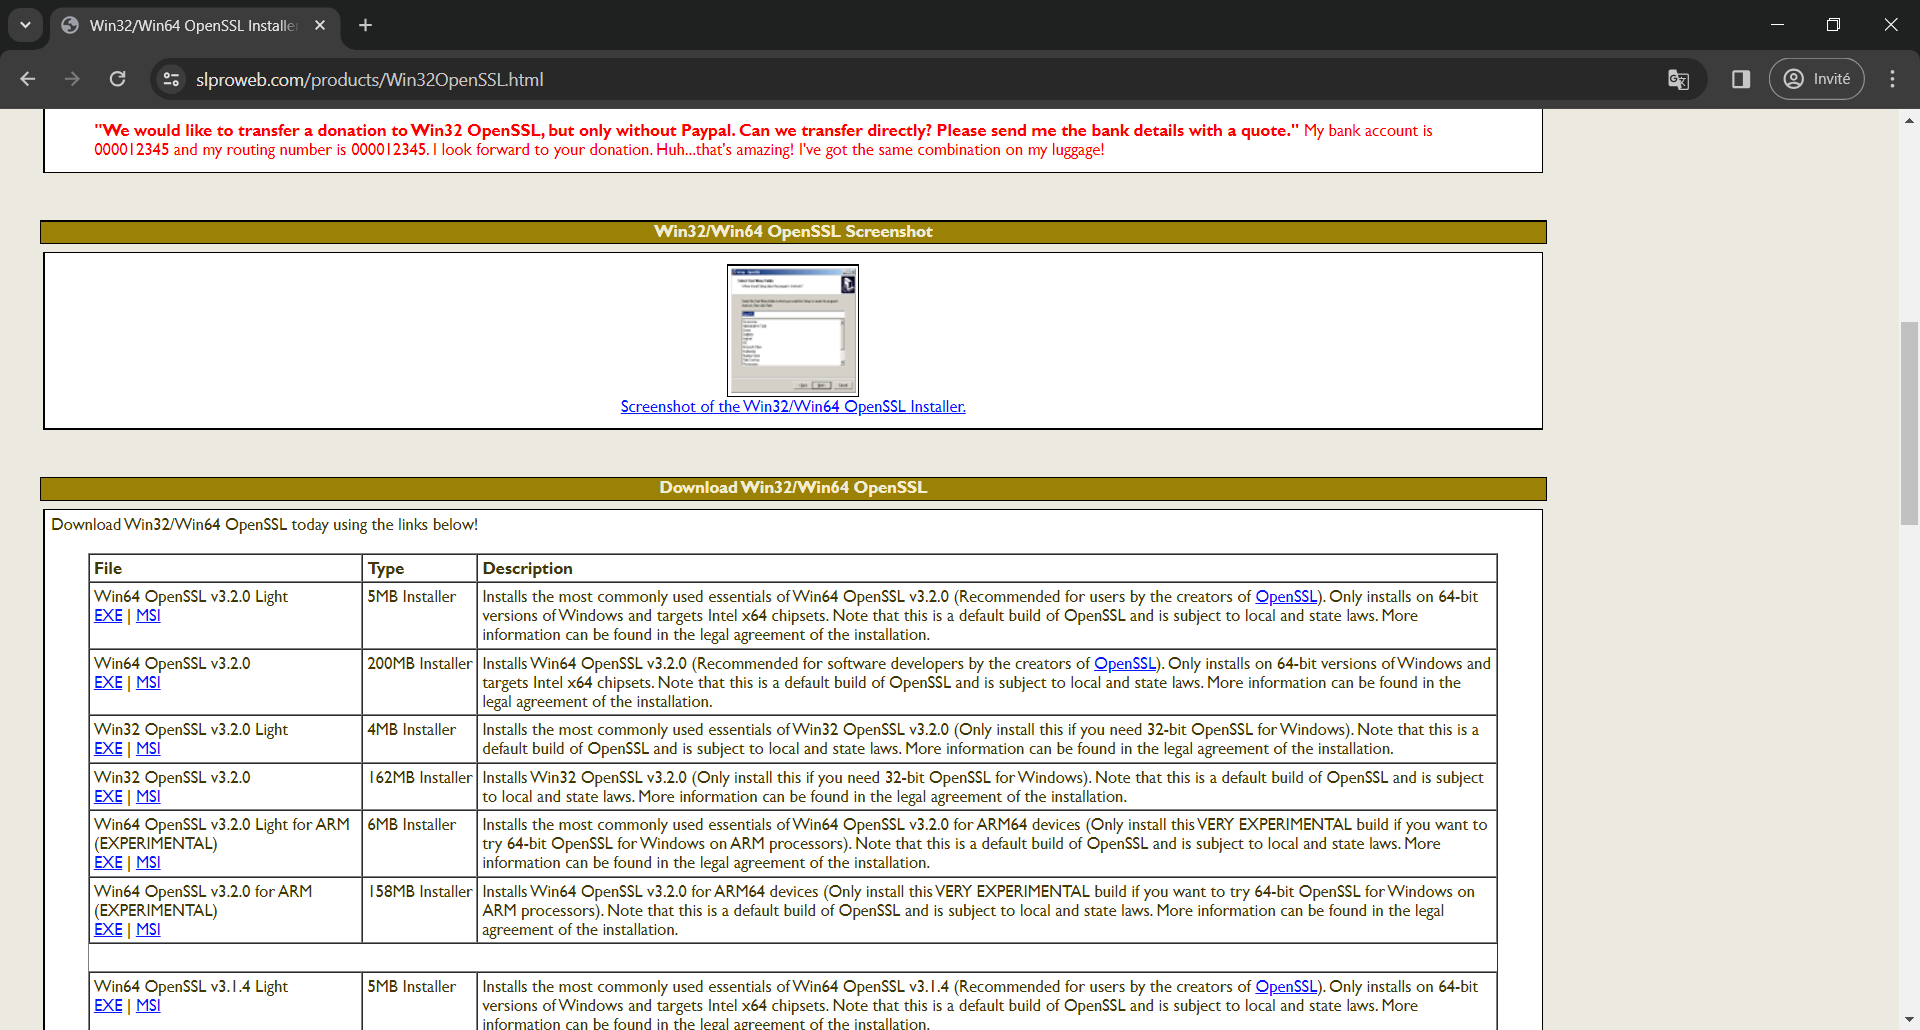 Win32/Win64 OpenSSL Installer
slproweb.com/products/Win32OpenSSL.html
Invité
"We would like to transfer a donation to Win32 OpenSSL, but only without Paypal. Can we transfer directly? Please send me the bank details with a quote." My bank account is
000012345 and my routing number is 000012345. I look forward to your donation. Huh...that's amazing! I've got the same combination on my luggage!
Win32/Win64 OpenSSL Screenshot
Screenshot of the Win32/Win64 OpenSSL Installer.
Download Win32/Win64 OpenSSL
Download Win32/Win64 OpenSSL today using the links below!
File Type Description
Win64 OpenSSL v3.2.0 Light
EXE | MSI
5MB Installer
Installs the most commonly used essentials of Win64 OpenSSL v3.2.0 (Recommended for users by the creators of OpenSSL). Only installs on 64-bit
versions of Windows and targets Intel x64 chipsets. Note that this is a default build of OpenSSL and is subject to local and state laws. More
information can be found in the legal agreement of the installation.
Win64 OpenSSL v3.2.0
EXE | MSI
200MB Installer
Installs Win64 OpenSSL v3.2.0 (Recommended for software developers by the creators of OpenSSL). Only installs on 64-bit versions of Windows and
targets Intel x64 chipsets. Note that this is a default build of OpenSSL and is subject to local and state laws. More information can be found in the
legal agreement of the installation.
Win32 OpenSSL v3.2.0 Light
EXE | MSI
4MB Installer
Installs the most commonly used essentials of Win32 OpenSSL v3.2.0 (Only install this if you need 32-bit OpenSSL for Windows). Note that this is a
default build of OpenSSL and is subject to local and state laws. More information can be found in the legal agreement of the installation.
Win32 OpenSSL v3.2.0
EXE | MSI
162MB Installer
Installs Win32 OpenSSL v3.2.0 (Only install this if you need 32-bit OpenSSL for Windows). Note that this is a default build of OpenSSL and is subject
to local and state laws. More information can be found in the legal agreement of the installation.
Win64 OpenSSL v3.2.0 Light for ARM
(EXPERIMENTAL)
EXE | MSI
6MB Installer
Installs the most commonly used essentials of Win64 OpenSSL v3.2.0 for ARM64 devices (Only install this VERY EXPERIMENTAL build if you want to
try 64-bit OpenSSL for Windows on ARM processors). Note that this is a default build of OpenSSL and is subject to local and state laws. More
information can be found in the legal agreement of the installation.
Win64 OpenSSL v3.2.0 for ARM
(EXPERIMENTAL)
EXE | MSI
158MB Installer
Installs Win64 OpenSSL v3.2.0 for ARM64 devices (Only install this VERY EXPERIMENTAL build if you want to try 64-bit OpenSSL for Windows on
ARM processors). Note that this is a default build of OpenSSL and is subject to local and state laws. More information can be found in the legal
agreement of the installation.
Win64 OpenSSL v3.1.4 Light
EXE | MSI
5MB Installer
Installs the most commonly used essentials of Win64 OpenSSL v3.1.4 (Recommended for users by the creators of OpenSSL). Only installs on 64-bit
versions of Windows and targets Intel x64 chipsets. Note that this is a default build of OpenSSL and is subject to local and state laws. More
information can be found in the legal agreement of the installation.